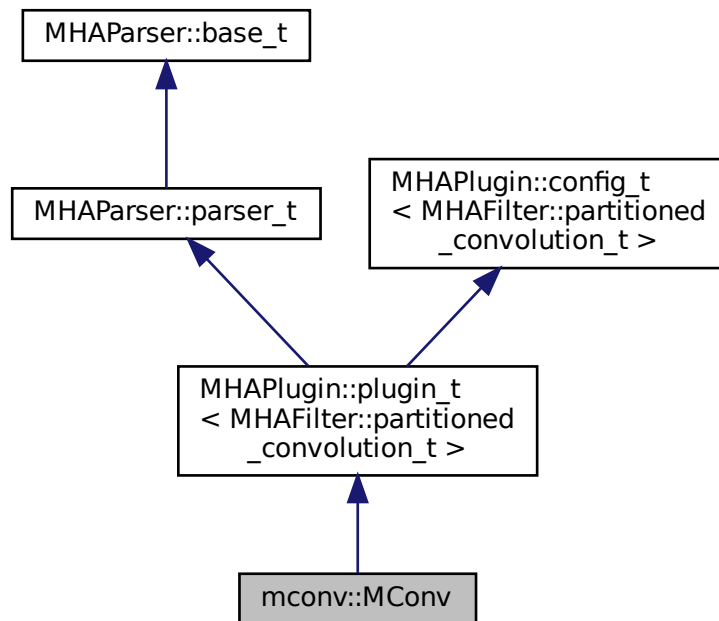 MHAParser::base_t
MHAParser::parser_t
MHAPlugin::config_t
< MHAFilter::partitioned
_convolution_t >
MHAPlugin::plugin_t
< MHAFilter::partitioned
_convolution_t >
mconv::MConv